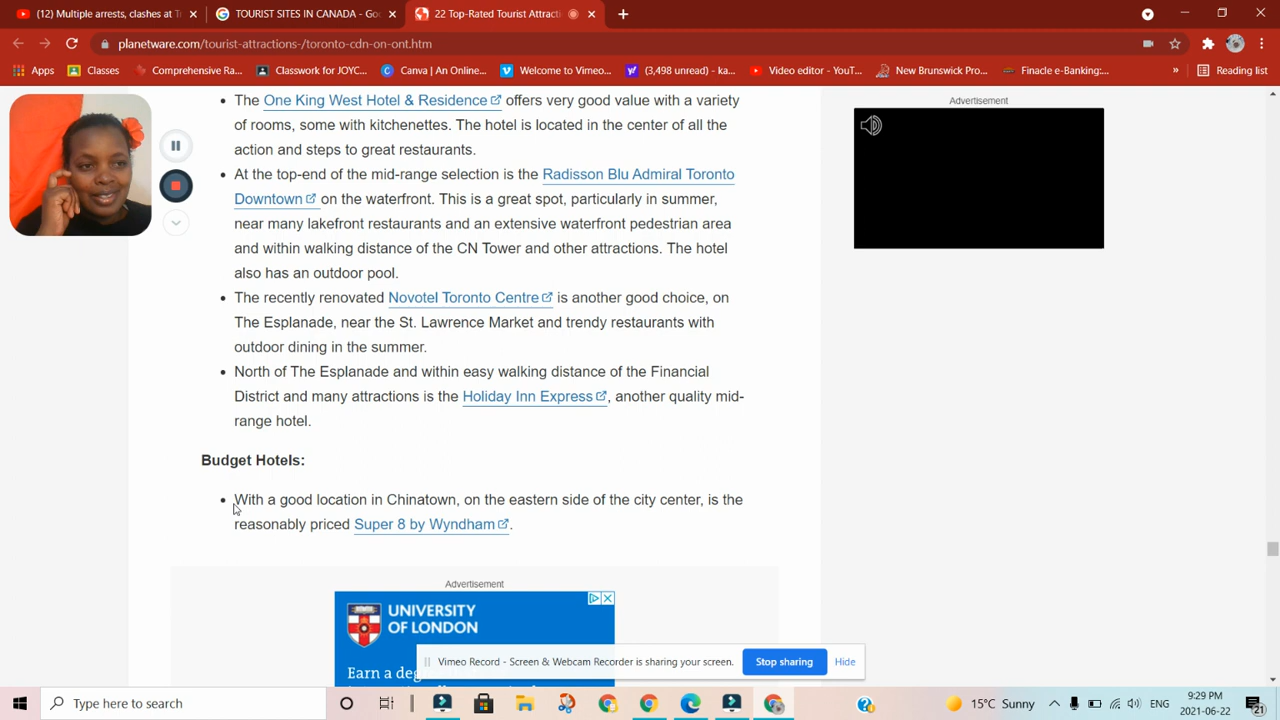 (12) Multiple arrests, clashes at T
TOURIST SITES IN CANADA - Goo
22 Top-Rated Tourist Attracti
planetware.com/tourist-attractions-/toronto-cdn-on-ont.htm
Apps
Classes
Comprehensive Ra...
Classwork for JOYC...
Canva | An Online...
Welcome to Vimeo...
(3,498 unread) - ka...
Video editor - YouT...
New Brunswick Pro...
Finacle e-Banking:...
»
Reading list
The One King West Hotel & Residence offers very good value with a variety
of rooms, some with kitchenettes. The hotel is located in the center of all the
action and steps to great restaurants.
At the top-end of the mid-range selection is the Radisson Blu Admiral Toronto
Downtown on the waterfront. This is a great spot, particularly in summer,
near many lakefront restaurants and an extensive waterfront pedestrian area
and within walking distance of the CN Tower and other attractions. The hotel
also has an outdoor pool.
The recently renovated Novotel Toronto Centre is another good choice, on
The Esplanade, near the St. Lawrence Market and trendy restaurants with
outdoor dining in the summer.
North of The Esplanade and within easy walking distance of the Financial
District and many attractions is the Holiday Inn Express, another quality mid-
range hotel.
Budget Hotels:
With a good location in Chinatown, on the eastern side of the city center, is the
reasonably priced Super 8 by Wyndham.
Advertisement
Advertisement
UNIVERSITY
OF LONDON
Earn a deg
Vimeo Record - Screen & Webcam Recorder is sharing your screen.
Stop sharing
Hide
Type here to search
15°C Sunny
ENG
9:29 PM
2021-06-22
21